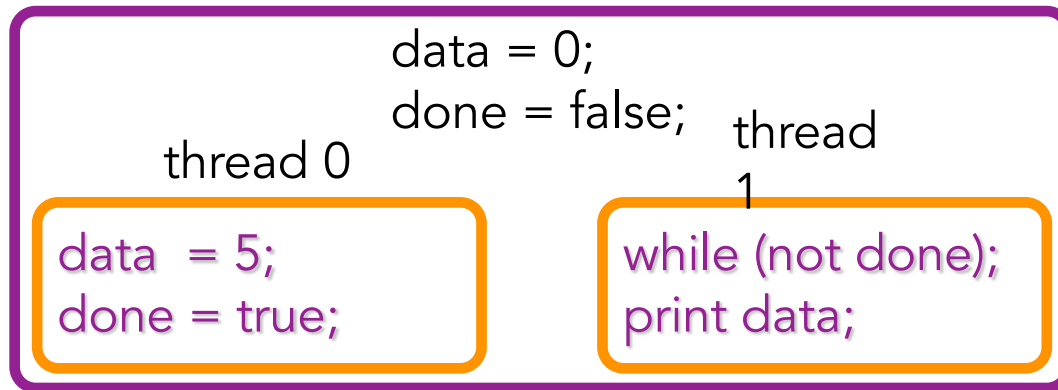 data = 0;
done = false;
thread 0
thread
1
data  = 5;
done = true;
while (not done);
print data;